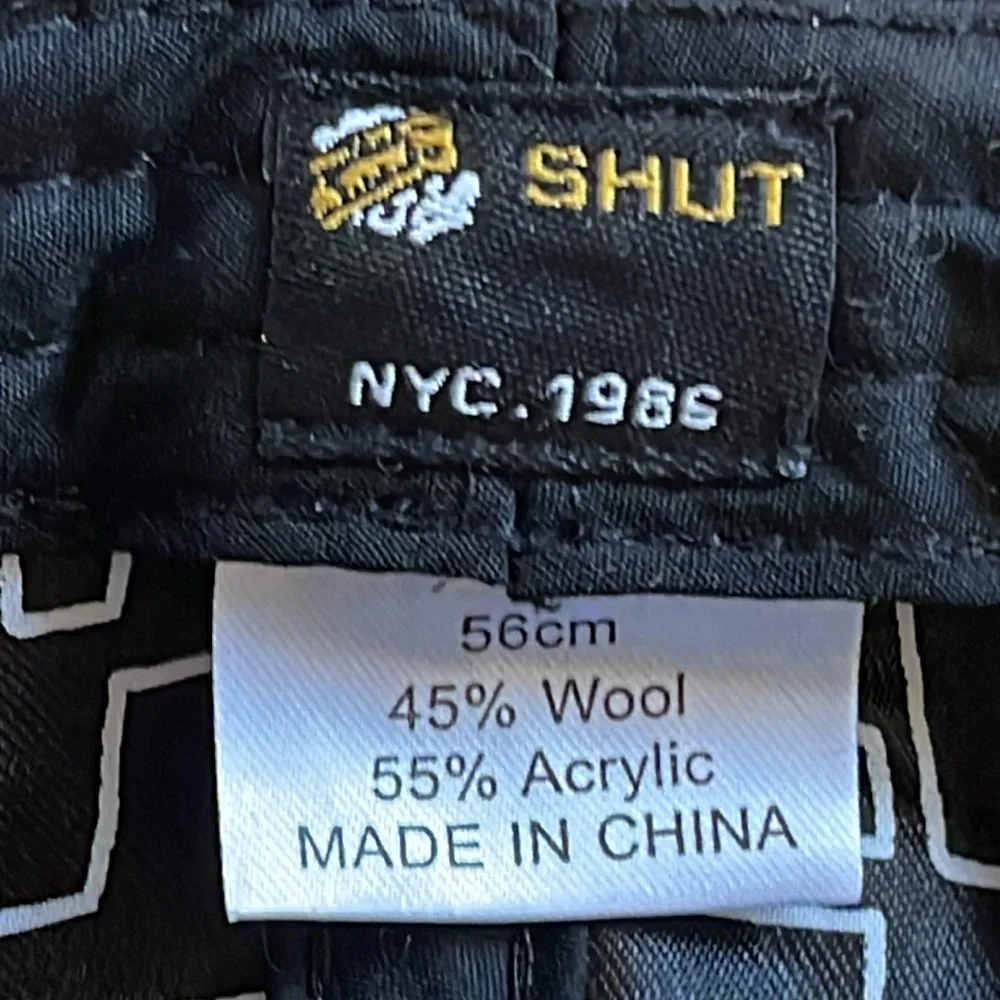 SHUT
NYC.1986
56cm
45% Wool
55% Acrylic
MADE IN CHINA